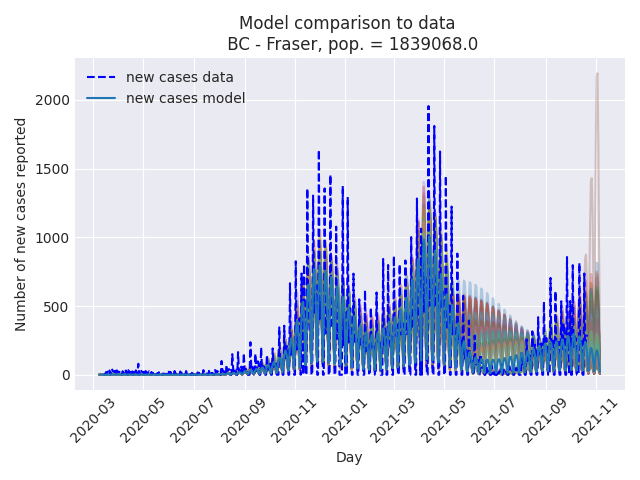 Model comparison to data
BC - Fraser, pop. = 1839068.0
new cases data
new cases model
Number of new cases reported
2000
1500
1000
500
0
2020-03
2020-05
2020-07
2020-09
2020-11
2021-01
2021-03
2021-05
2021-07
2021-09
2021-11
Day